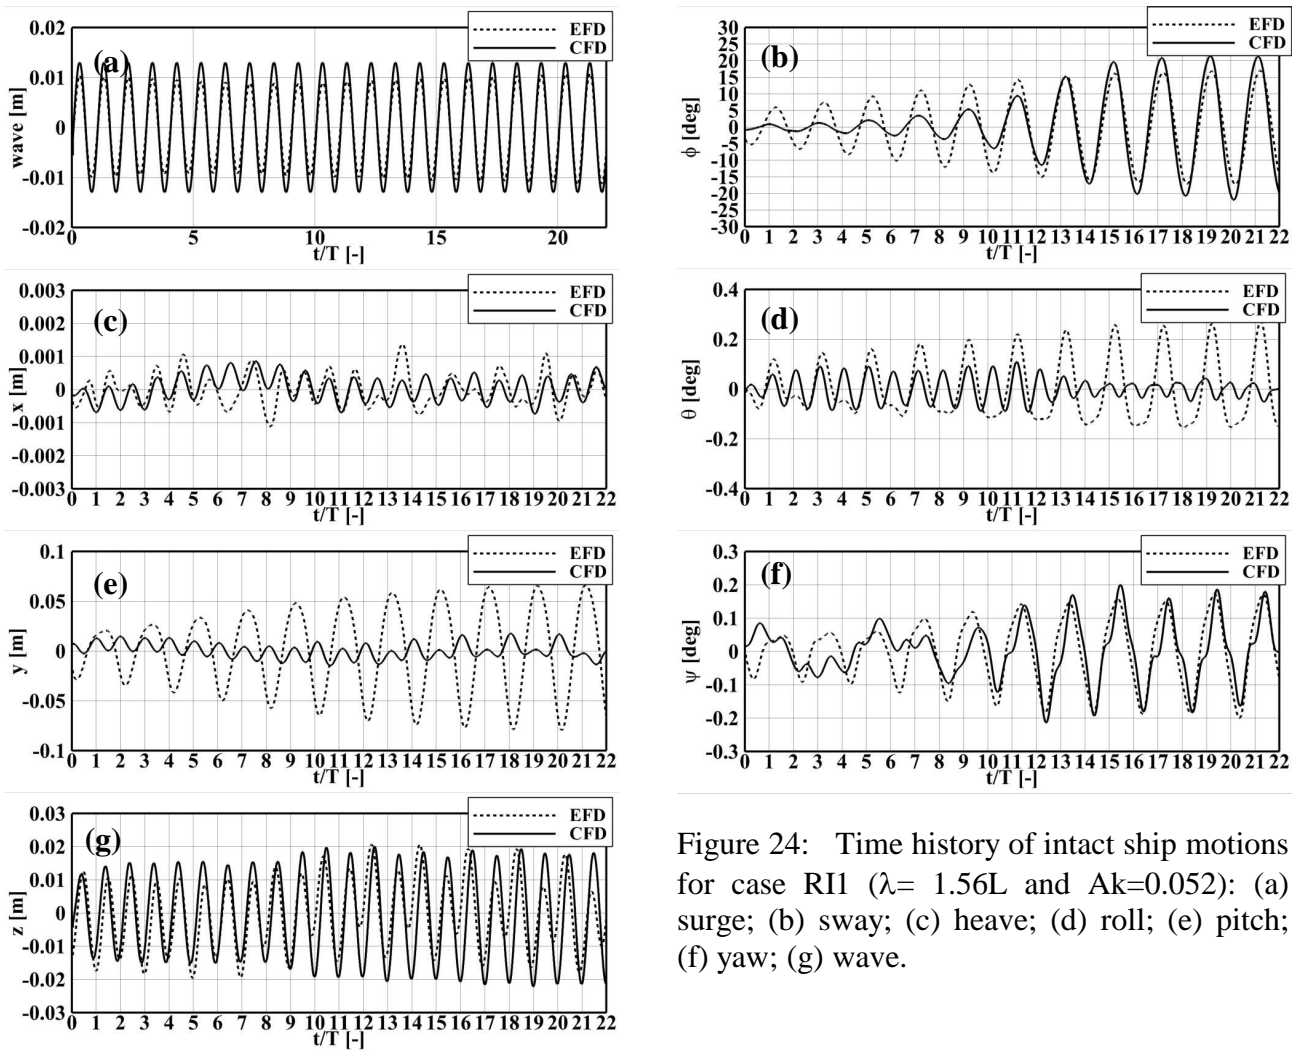 EFD
CFD
(a)
wave [m]
0.02
0.01
0
-0.01
-0.02
0 5 10 15 20
t/T [-]
EFD
CFD
(b)
ϕ [deg]
30
25
20
15
10
5
0
-5
-10
-15
-20
-25
-30
0 1 2 3 4 5 6 7 8 9 10 11 12 13 14 15 16 17 18 19 20 21 22
t/T [-]
EFD
CFD
(c)
x [m]
0.003
0.002
0.001
0
-0.001
-0.002
-0.003
0 1 2 3 4 5 6 7 8 9 10 11 12 13 14 15 16 17 18 19 20 21 22
t/T [-]
EFD
CFD
(d)
θ [deg]
0.4
0.2
0
-0.2
-0.4
0 1 2 3 4 5 6 7 8 9 10 11 12 13 14 15 16 17 18 19 20 21 22
t/T [-]
EFD
CFD
(e)
y [m]
0.1
0.05
0
-0.05
-0.1
0 1 2 3 4 5 6 7 8 9 10 11 12 13 14 15 16 17 18 19 20 21 22
t/T [-]
EFD
CFD
(f)
ψ [deg]
0.3
0.2
0.1
0
-0.1
-0.2
-0.3
0 1 2 3 4 5 6 7 8 9 10 11 12 13 14 15 16 17 18 19 20 21 22
t/T [-]
EFD
CFD
(g)
z [m]
0.03
0.02
0.01
0
-0.01
-0.02
-0.03
0 1 2 3 4 5 6 7 8 9 10 11 12 13 14 15 16 17 18 19 20 21 22
t/T [-]
Figure 24: Time history of intact ship motions
for case RI1 (λ= 1.56L and Ak=0.052): (a)
surge; (b) sway; (c) heave; (d) roll; (e) pitch;
(f) yaw; (g) wave.